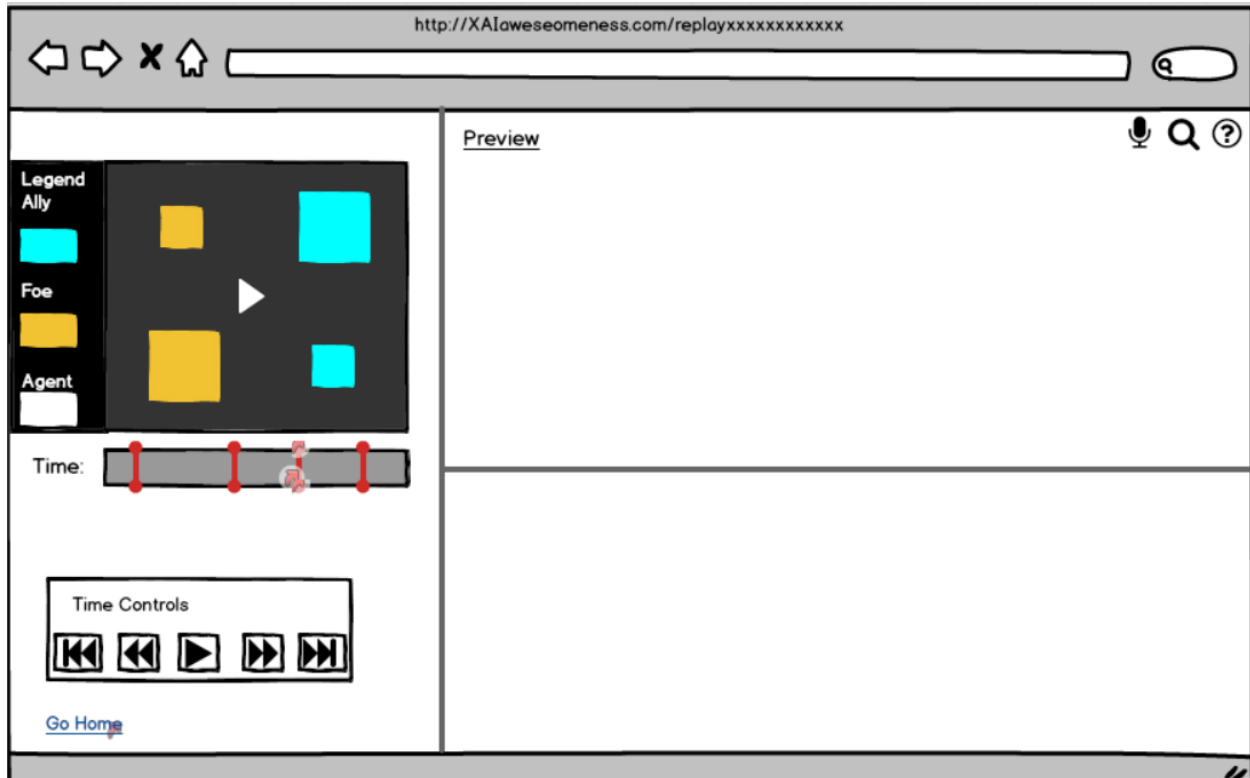 http://XAIaweseomeness.com/replayxxxxxxxxxxxx
Preview
Legend
Ally
Foe
Agent
Time:
Time Controls
Go Home